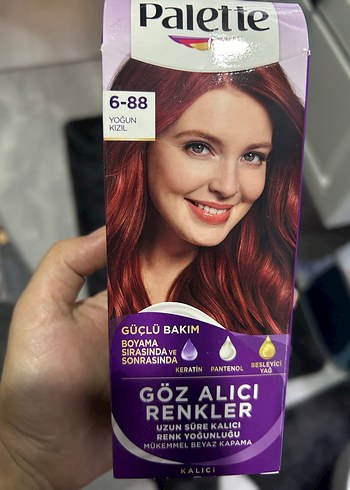 Palette
6-88
YOĞUN
KIZIL
GÜÇLÜ BAKIM
BOYAMA
SIRASINDA VE
SONRASINDA
KERATİN
PANTENOL
BESLEYİCİ
YAĞ
GÖZ ALICI
RENKLER
UZUN SÜRE KALICI
RENK YOĞUNLUĞU
MÜKEMMEL BEYAZ KAPAMA
KALICI